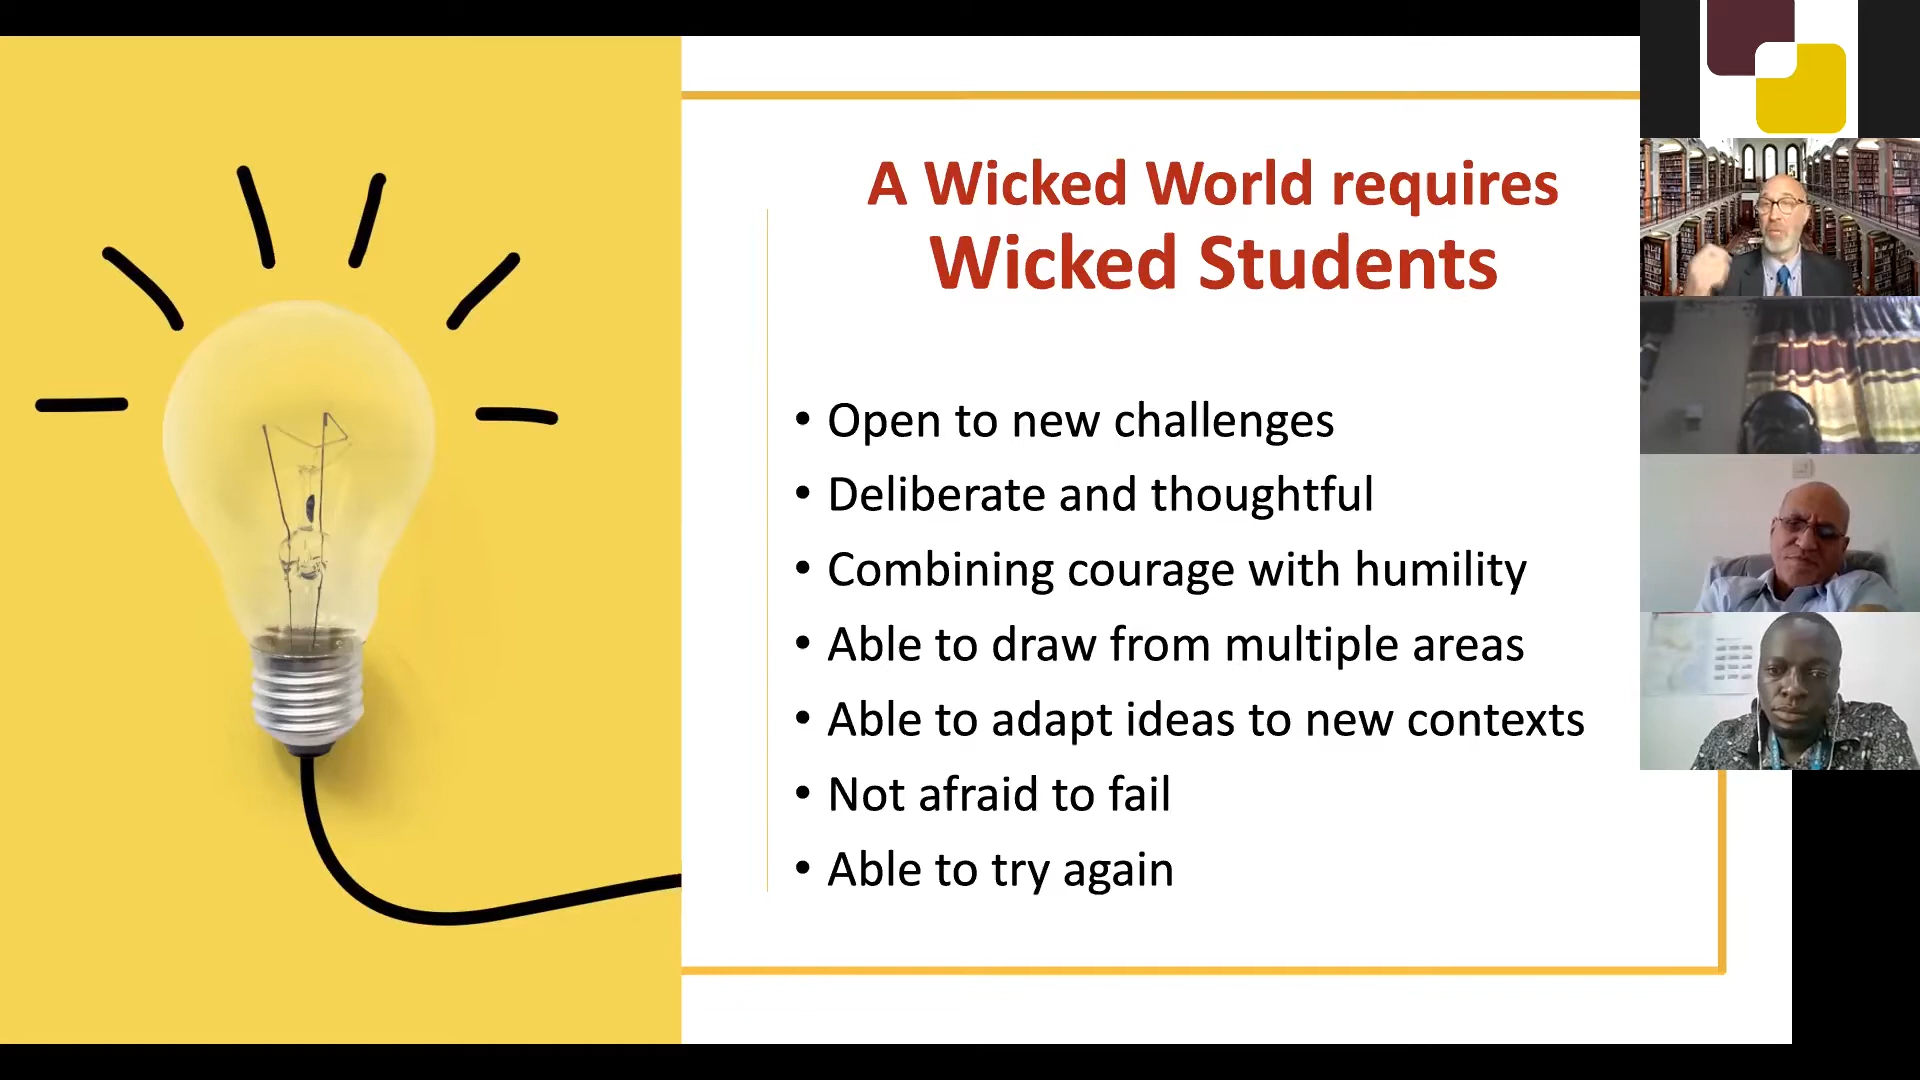 A Wicked World requires
Wicked Students
• Open to new challenges
• Deliberate and thoughtful
• Combining courage with humility
• Able to draw from multiple areas
• Able to adapt ideas to new contexts
• Not afraid to fail
• Able to try again